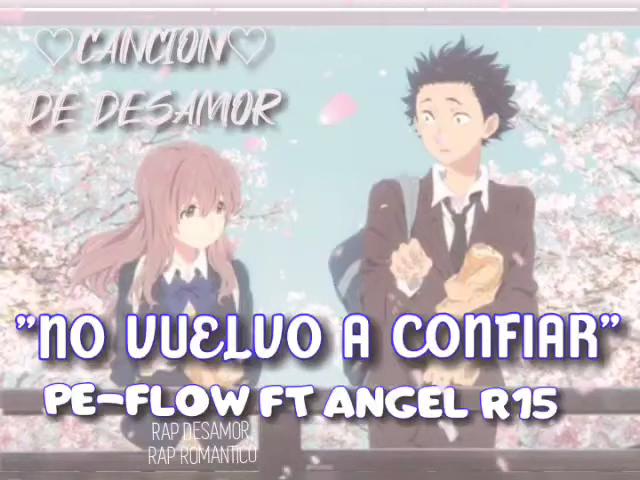 ♡CANCION♡
DE DESAMOR
"NO VUELVO A CONFIAR"
PE-FLOW FT ANGEL R15
RAP DESAMOR,
RAP ROMANTICO